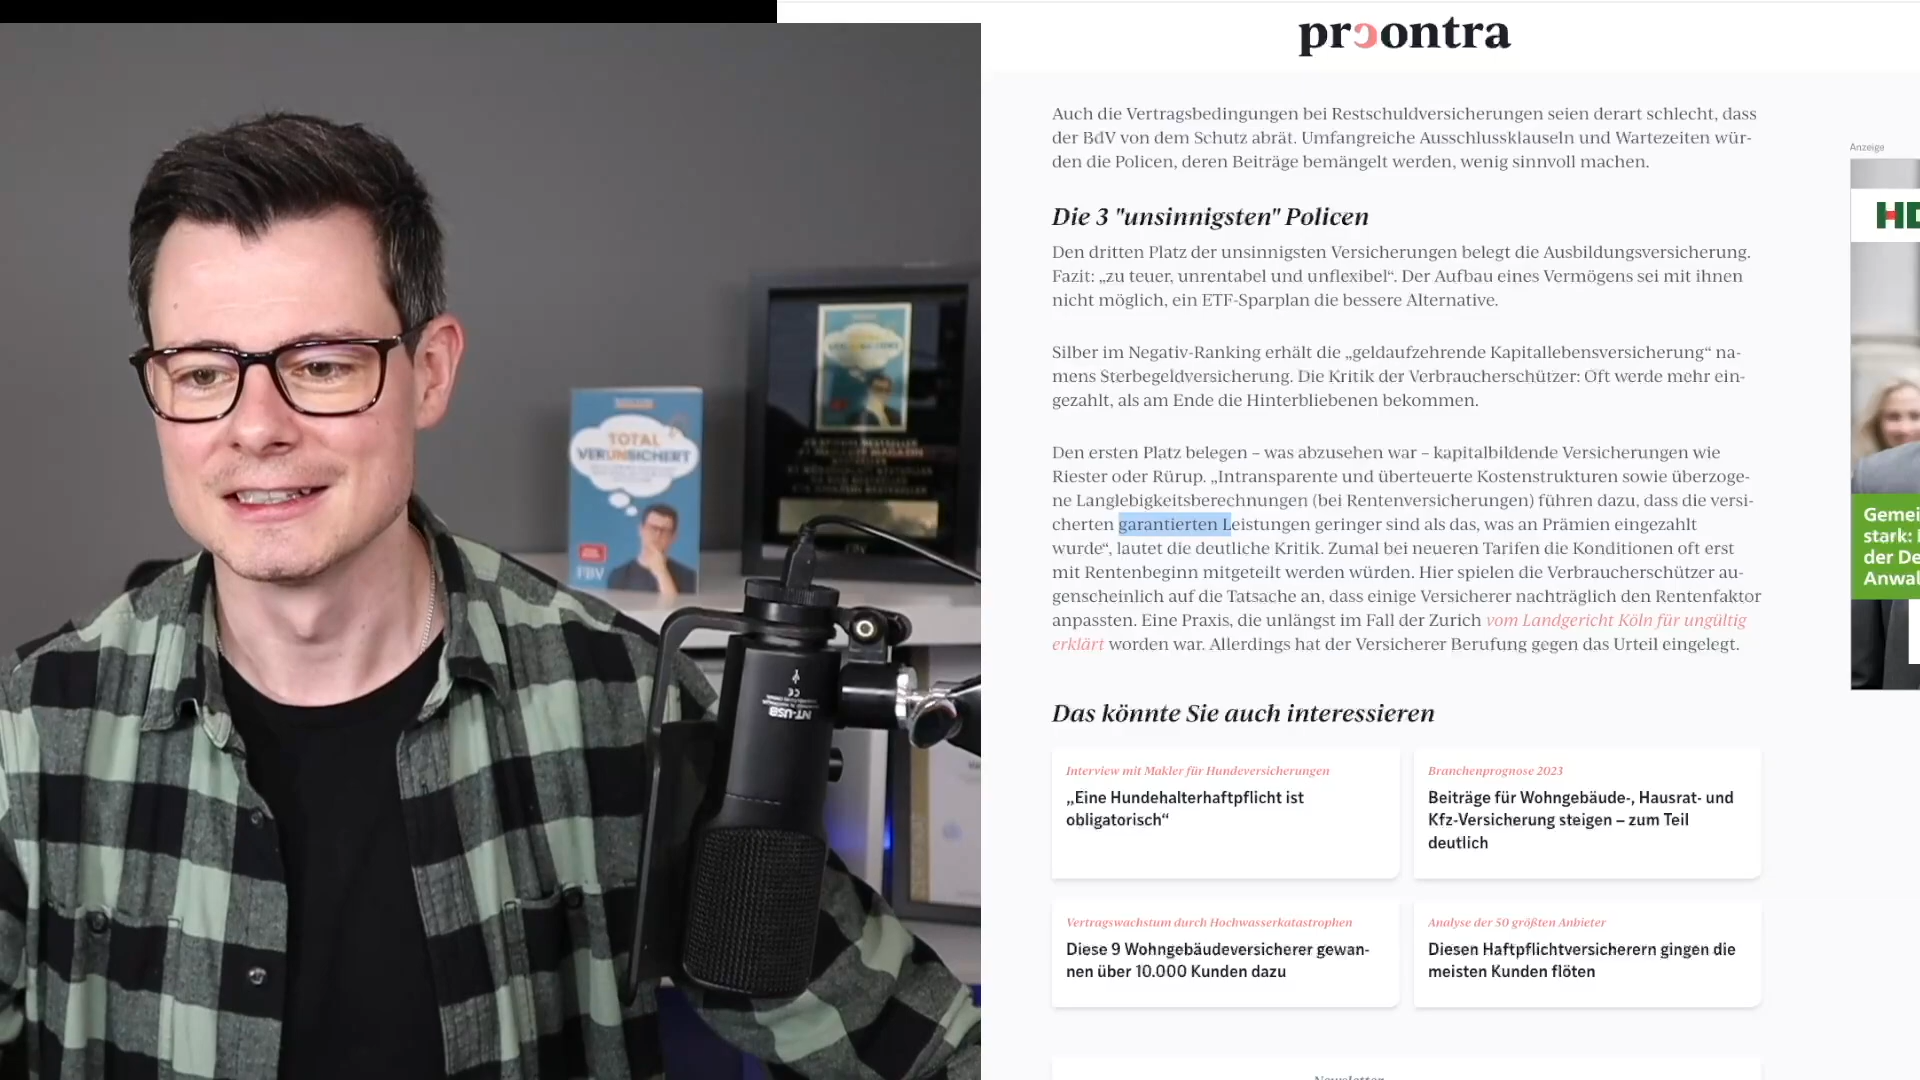 procontra
Auch die Vertragsbedingungen bei Restschuldversicherungen seien derart schlecht, dass
der BdV von dem Schutz abrät. Umfangreiche Ausschlussklauseln und Wartezeiten wür-
den die Policen, deren Beiträge bemängelt werden, wenig sinnvoll machen.
Die 3 "unsinnigsten" Policen
Den dritten Platz der unsinnigsten Versicherungen belegt die Ausbildungsversicherung.
Fazit: „zu teuer, unrentabel und unflexibel“. Der Aufbau eines Vermögens sei mit ihnen
nicht möglich, ein ETF-Sparplan die bessere Alternative.
Silber im Negativ-Ranking erhält die „geldaufzehrende Kapitallebensversicherung“ na-
mens Sterbegeldversicherung. Die Kritik der Verbraucherschützer: Oft werde mehr ein-
gezahlt, als am Ende die Hinterbliebenen bekommen.
Den ersten Platz belegen – was abzusehen war – kapitalbildende Versicherungen wie
Riester oder Rürup. „Intransparente und überteuerte Kostenstrukturen sowie überzoge-
ne Langlebigkeitsberechnungen (bei Rentenversicherungen) führen dazu, dass die versi-
cherten garantierten Leistungen geringer sind als das, was an Prämien eingezahlt
wurde“, lautet die deutliche Kritik. Zumal bei neueren Tarifen die Konditionen oft erst
mit Rentenbeginn mitgeteilt werden würden. Hier spielen die Verbraucherschützer au-
genscheinlich auf die Tatsache an, dass einige Versicherer nachträglich den Rentenfaktor
anpassten. Eine Praxis, die unlängst im Fall der Zurich vom Landgericht Köln für ungültig
erklärt worden war. Allerdings hat der Versicherer Berufung gegen das Urteil eingelegt.
Das könnte Sie auch interessieren
Interview mit Makler für Hundeversicherungen
„Eine Hundehalterhaftpflicht ist
obligatorisch“
Branchenprognose 2023
Beiträge für Wohngebäude-, Hausrat- und
Kfz-Versicherung steigen – zum Teil
deutlich
Vertragswachstum durch Hochwasserkatastrophen
Diese 9 Wohngebäudeversicherer gewan-
nen über 10.000 Kunden dazu
Analyse der 50 größten Anbieter
Diesen Haftpflichtversicherern gingen die
meisten Kunden flöten
Newsletter
Anzeige
HD
Gemei
stark:
der De
Anwal
TOTAL
VERUNSICHERT
FBV
NT-USB